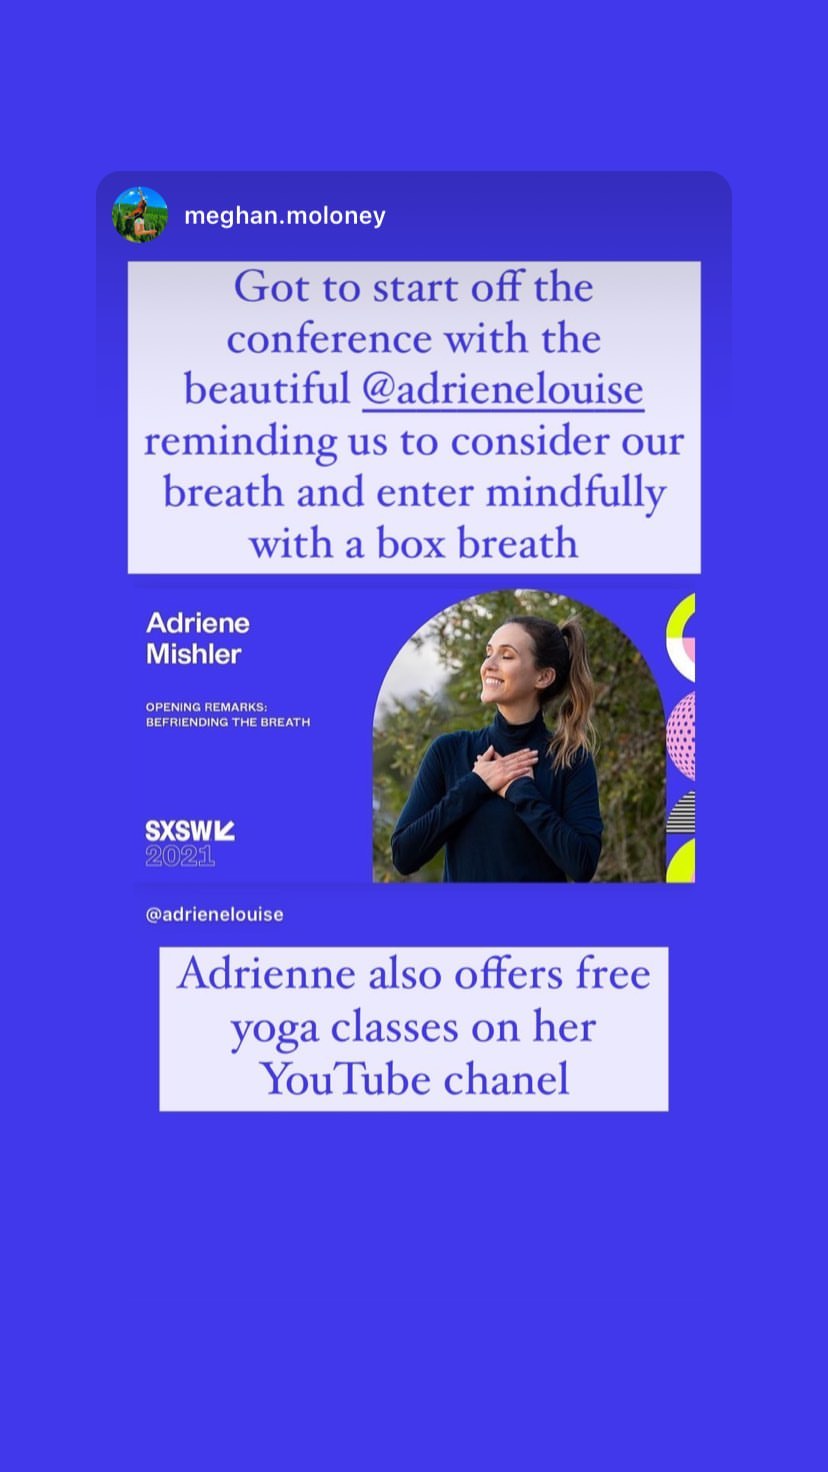 meghan.moloney
Got to start off the
conference with the
beautiful @adrienelouise
reminding us to consider our
breath and enter mindfully
with a box breath
Adriene
Mishler
OPENING REMARKS:
BEFRIENDING THE BREATH
SXSW
2021
@adrienelouise
Adrienne also offers free
yoga classes on her
YouTube chanel